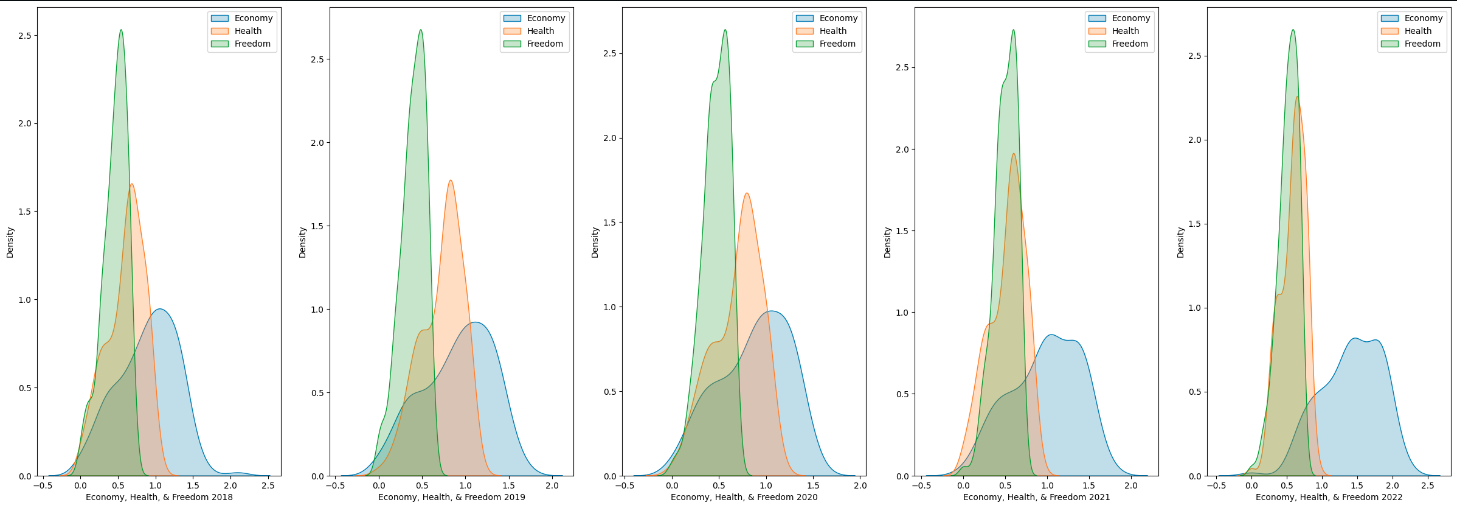 Economy
Health
Freedom
2.5
2.0
1.5
1.0
0.5
0.0
Density
−0.5 0.0 0.5 1.0 1.5 2.0 2.5
Economy, Health, & Freedom 2018
Economy
Health
Freedom
2.5
2.0
1.5
1.0
0.5
0.0
Density
−0.5 0.0 0.5 1.0 1.5 2.0
Economy, Health, & Freedom 2019
Economy
Health
Freedom
2.5
2.0
1.5
1.0
0.5
0.0
Density
−0.5 0.0 0.5 1.0 1.5 2.0
Economy, Health, & Freedom 2020
Economy
Health
Freedom
2.5
2.0
1.5
1.0
0.5
0.0
Density
−0.5 0.0 0.5 1.0 1.5 2.0
Economy, Health, & Freedom 2021
Economy
Health
Freedom
2.5
2.0
1.5
1.0
0.5
0.0
Density
−0.5 0.0 0.5 1.0 1.5 2.0 2.5
Economy, Health, & Freedom 2022